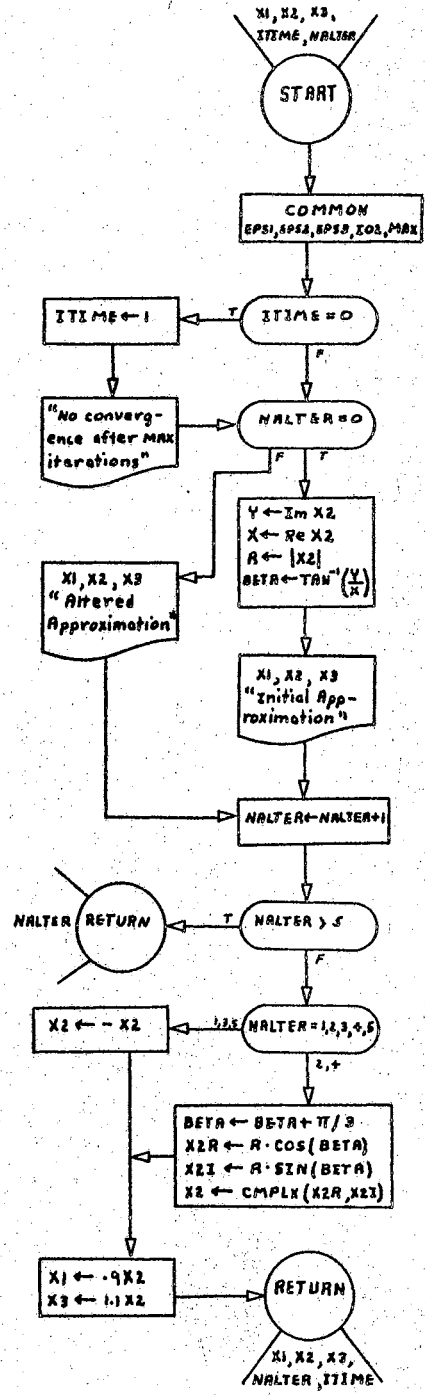 X1, X2, X3,
ITIME, NALTER
START
COMMON
EPS1, EPS2, EPS3, IO2, MAX
ITIME = 0
T
ITIME ← 1
F
"No converg-
ence after MAX
iterations"
NALTER = 0
F
T
Y ← Im X2
X ← Re X2
R ← |X2|
BETA ← TAN⁻¹(Y/X)
X1, X2, X3
"Altered
Approximation"
X1, X2, X3
"Initial App-
roximation"
NALTER ← NALTER+1
NALTER > 5
T
NALTER
RETURN
F
NALTER = 1,2,3,4,5
1,3,5
X2 ← - X2
2,4
BETA ← BETA + π/3
X2R ← R · COS(BETA)
X2I ← R · SIN(BETA)
X2 ← CMPLX(X2R,X2I)
X1 ← .9X2
X3 ← 1.1X2
RETURN
X1, X2, X3,
NALTER, ITIME